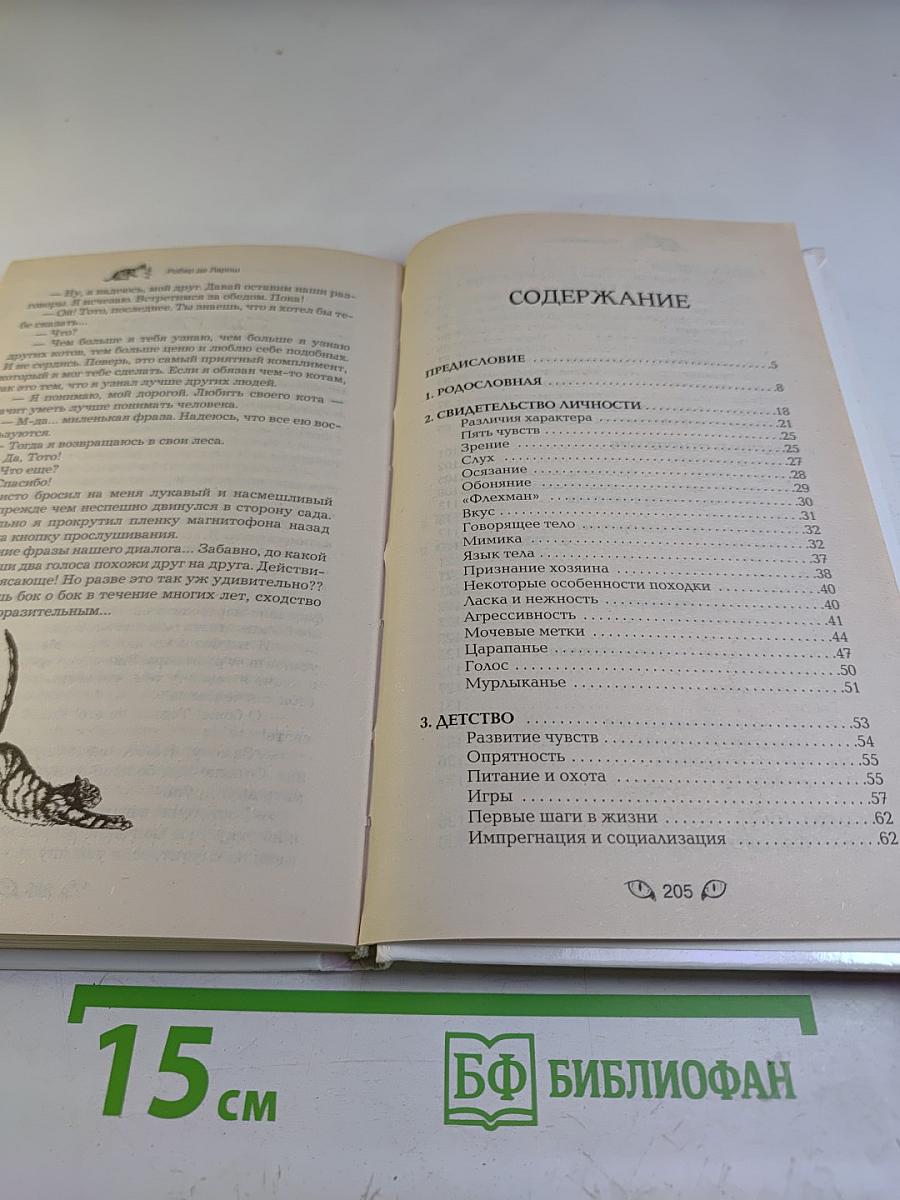 Робер де Ларош
— Ну, я надеюсь, мой друг. Давай оставим наши раз-
говоры. Я исчезаю. Встретимся за обедом. Пока!
— Ой! Тото, последнее. Ты знаешь, что я хотел бы те-
бе сказать...
— Что?
— Чем больше я тебя узнаю, чем больше я узнаю
других котов, тем больше ценю и люблю себе подобных.
И не сердись. Поверь, это самый приятный комплимент,
который я мог тебе сделать. Если я обязан чем-то котам,
так это тем, что я узнал лучше других людей.
— Я понимаю, мой дорогой. Любить своего кота —
ачит уметь лучше понимать человека.
— М-да... миленькая фраза. Надеюсь, что все ею вос-
ьзуются.
— Тогда я возвращаюсь в свои леса.
Да, Тото!
Что еще?
Спасибо!
исто бросил на меня лукавый и насмешливый
прежде чем неспешно двинулся в сторону сада.
льно я прокрутил пленку магнитофона назад
а кнопку прослушивания.
ние фразы нашего диалога... Забавно, до какой
ши два голоса похожи друг на друга. Действи-
ясающе! Но разве это так уж удивительно??
шь бок о бок в течение многих лет, сходство
оразительным...
СОДЕРЖАНИЕ
ПРЕДИСЛОВИЕ ..... 5
1. РОДОСЛОВНАЯ ..... 8
2. СВИДЕТЕЛЬСТВО ЛИЧНОСТИ ..... 18
Различия характера ..... 21
Пять чувств ..... 25
Зрение ..... 25
Слух ..... 27
Осязание ..... 28
Обоняние ..... 29
«Флехман» ..... 30
Вкус ..... 31
Говорящее тело ..... 32
Мимика ..... 32
Язык тела ..... 37
Признание хозяина ..... 38
Некоторые особенности походки ..... 40
Ласка и нежность ..... 40
Агрессивность ..... 41
Мочевые метки ..... 44
Царапанье ..... 47
Голос ..... 50
Мурлыканье ..... 51
3. ДЕТСТВО ..... 53
Развитие чувств ..... 54
Опрятность ..... 55
Питание и охота ..... 55
Игры ..... 57
Первые шаги в жизни ..... 62
Импрегнация и социализация ..... 62
205
15 см
БФ БИБЛИОФАН